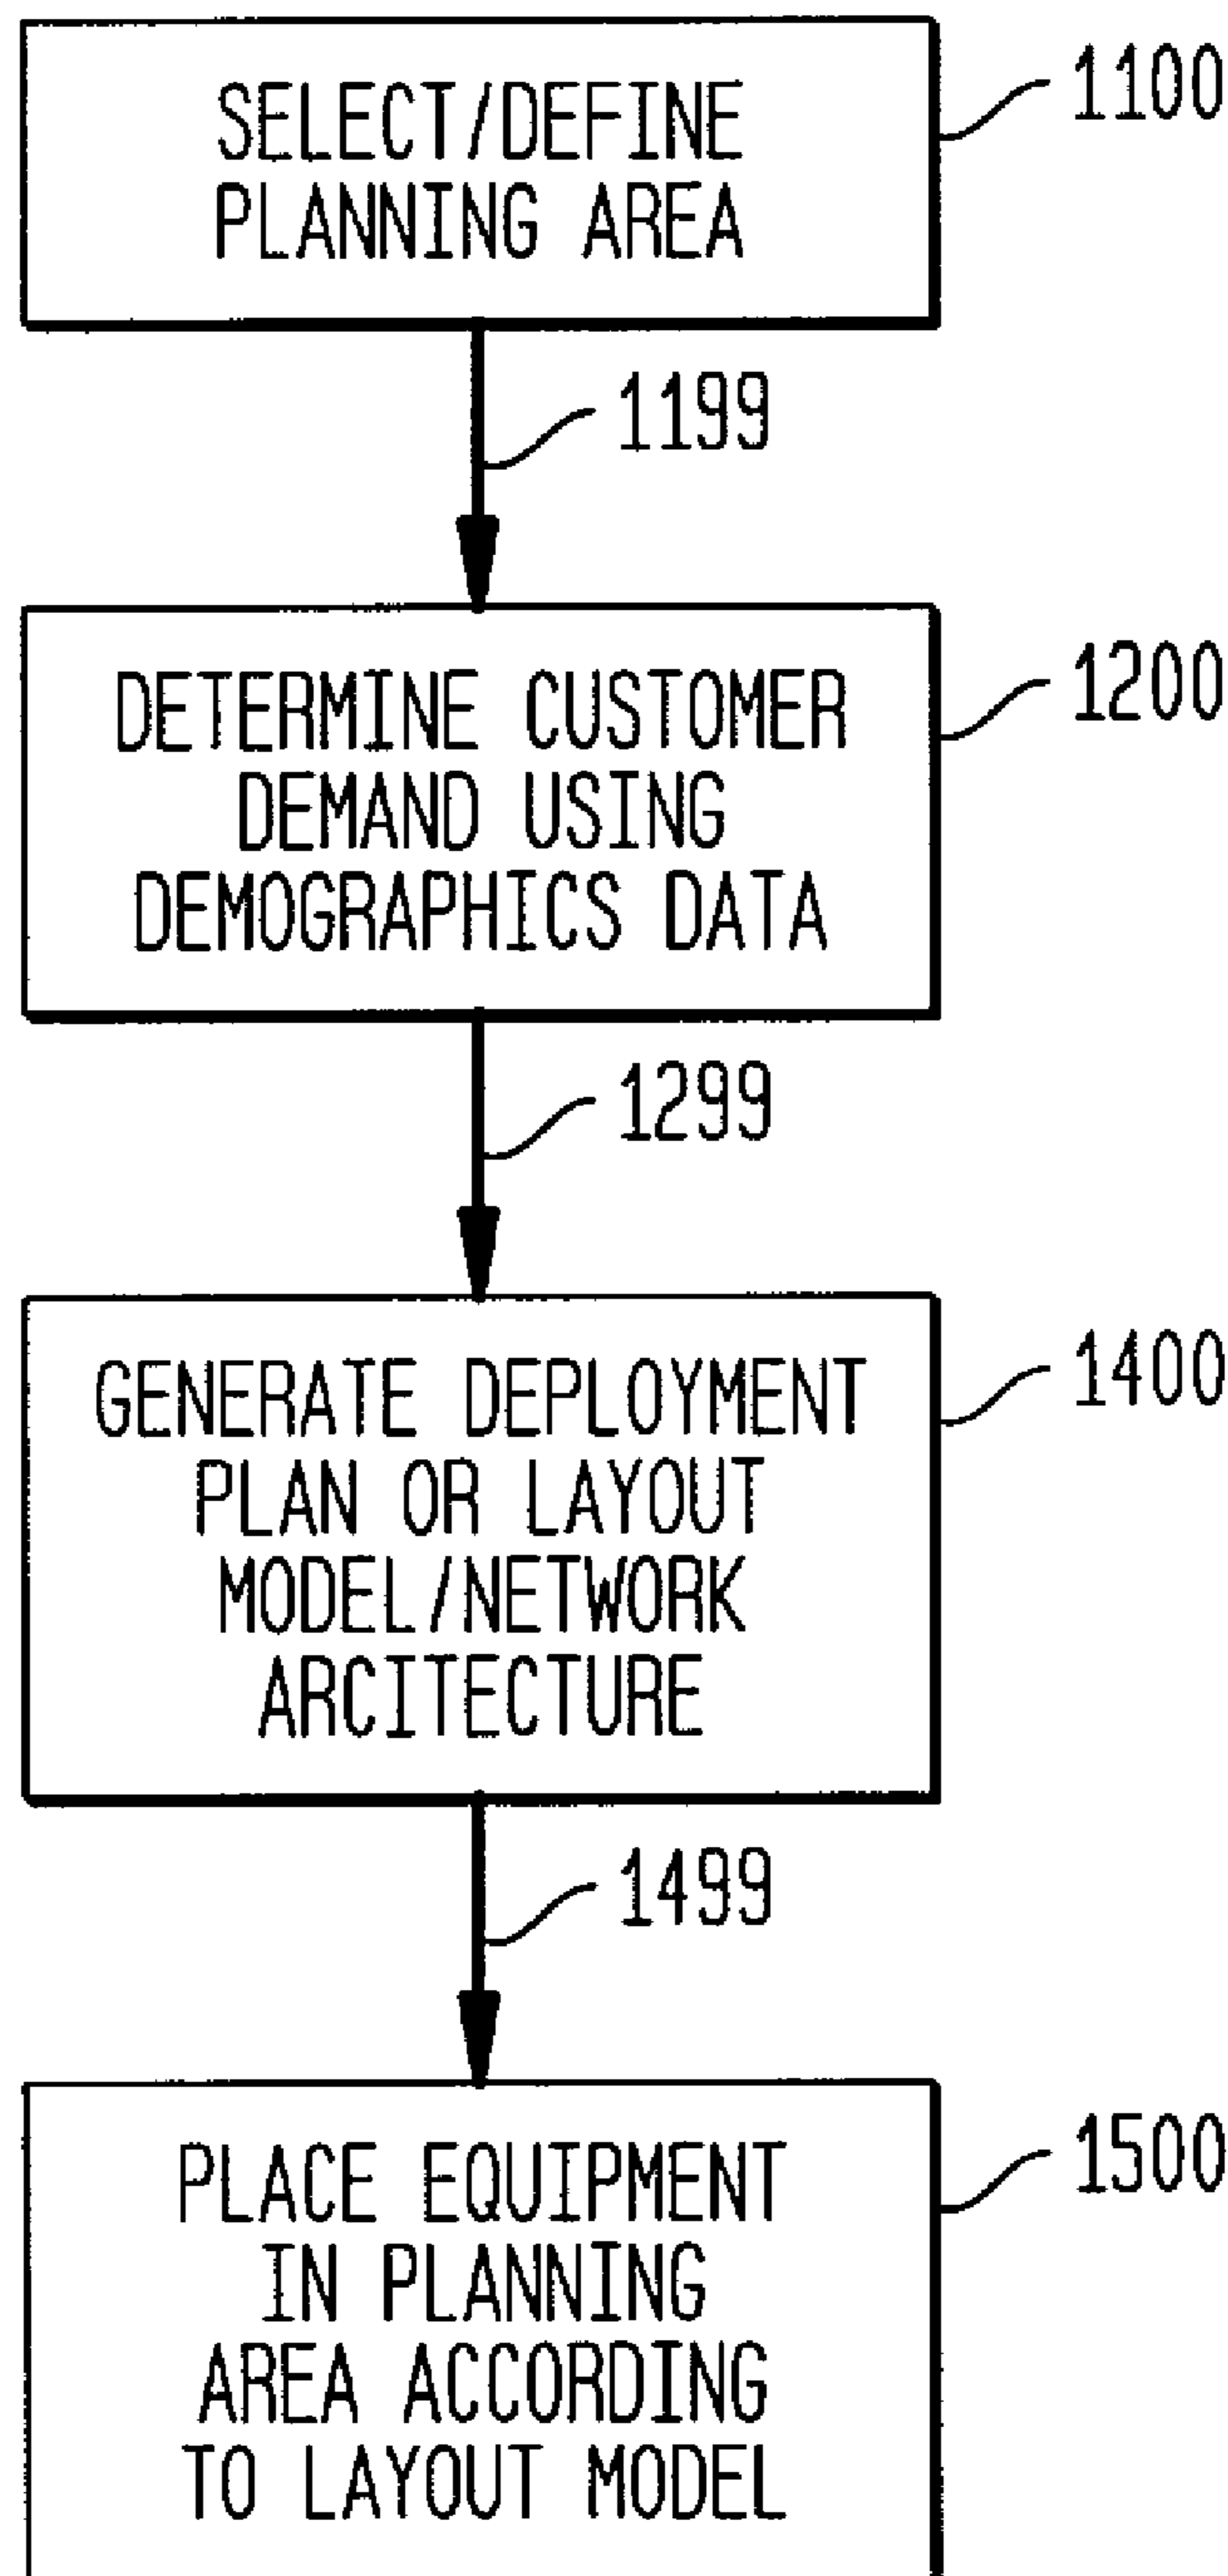 SELECT/DEFINE
PLANNING AREA
1100
1199
DETERMINE CUSTOMER
DEMAND USING
DEMOGRAPHICS DATA
1200
1299
GENERATE DEPLOYMENT
PLAN OR LAYOUT
MODEL/NETWORK
ARCITECTURE
1400
1499
PLACE EQUIPMENT
IN PLANNING
AREA ACCORDING
TO LAYOUT MODEL
1500